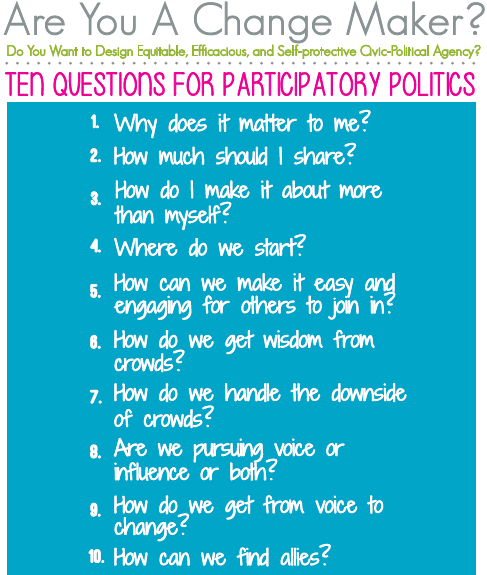 Are You A Change Maker?
Do You Want to Design Equitable, Efficacious, and Self-protective Civic-Political Agency?
TEN QUESTIONS FOR PARTICIPATORY POLITICS
1. Why does it matter to me?
2. How much should I share?
3. How do I make it about more
than myself?
4. Where do we start?
5. How can we make it easy and
engaging for others to join in?
6. How do we get wisdom from
crowds?
7. How do we handle the downside
of crowds?
8. Are we pursuing voice or
influence or both?
9. How do we get from voice to
change?
10. How can we find allies?